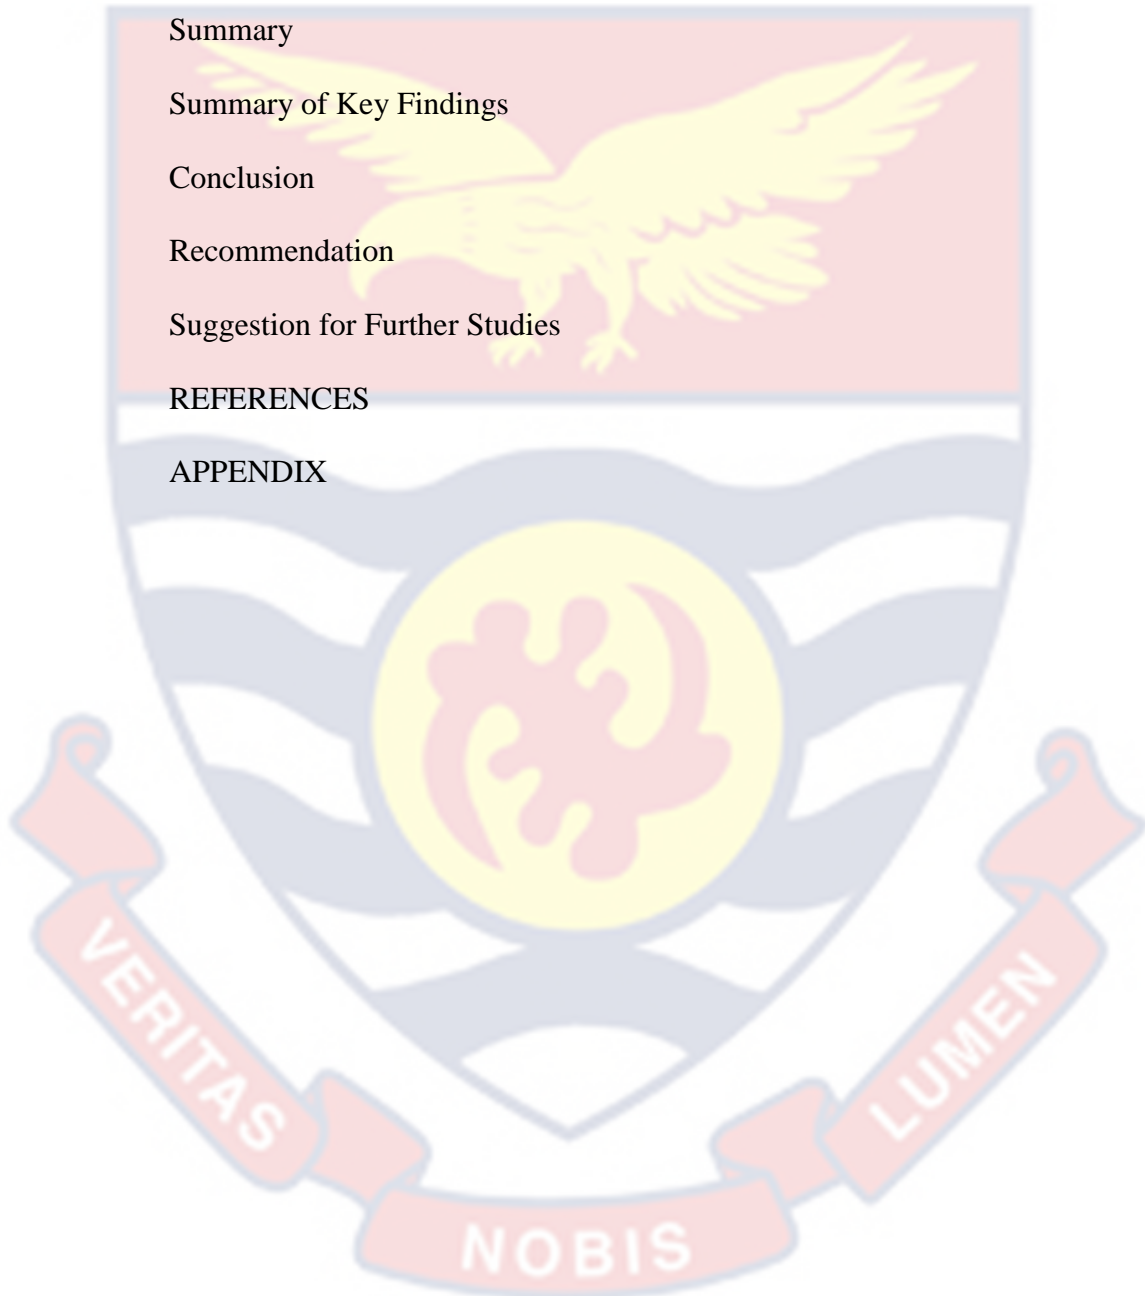 Summary
Summary of Key Findings
Conclusion
Recommendation
Suggestion for Further Studies
REFERENCES
APPENDIX
VERITAS
NOBIS
LUMEN